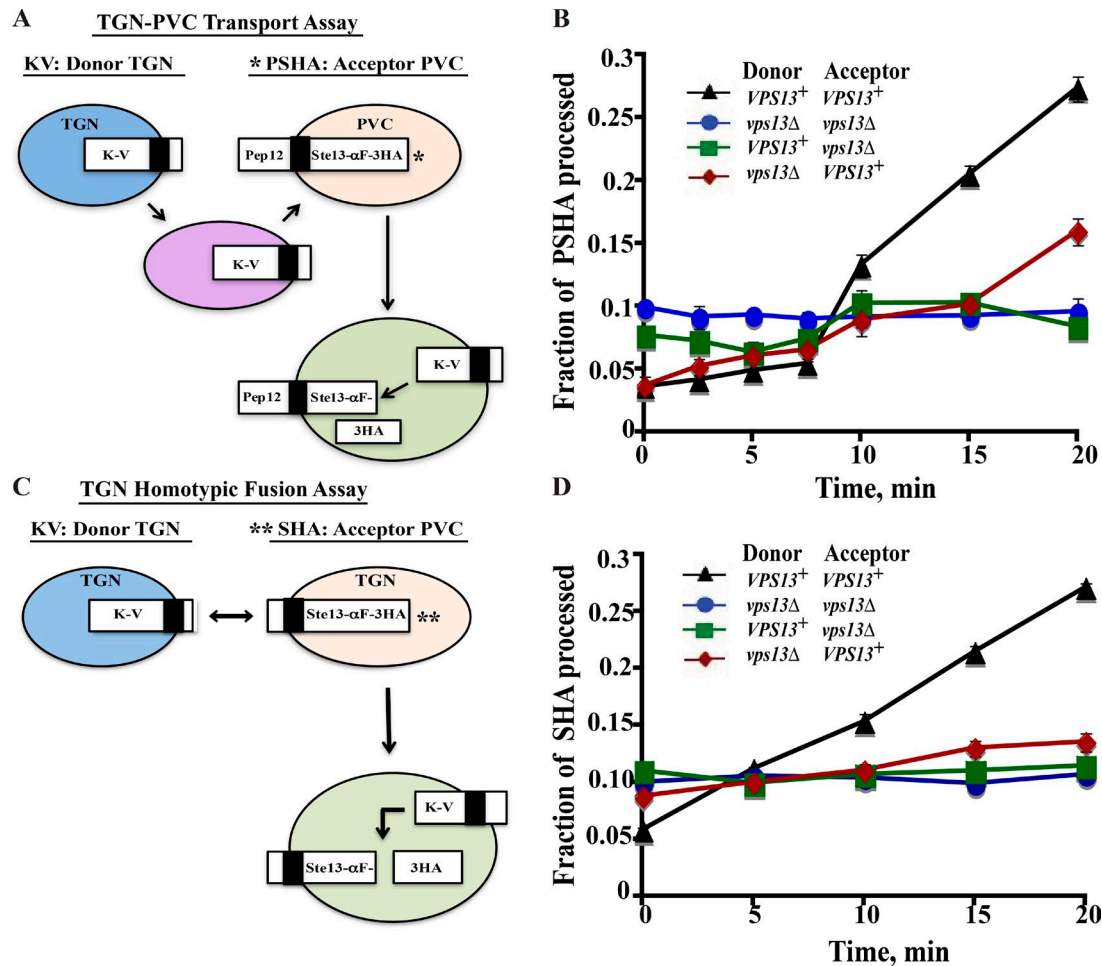 A
TGN-PVC Transport Assay
KV: Donor TGN
* PSHA: Acceptor PVC
TGN
K-V
PVC
Pep12
Ste13-αF-3HA
*
K-V
K-V
Pep12
Ste13-αF-
3HA
B
Donor Acceptor
VPS13+ VPS13+
vps13Δ vps13Δ
VPS13+ vps13Δ
vps13Δ VPS13+
Fraction of PSHA processed
0.3
0.25
0.2
0.15
0.1
0.05
0
0 5 10 15 20
Time, min
C
TGN Homotypic Fusion Assay
KV: Donor TGN
** SHA: Acceptor PVC
TGN
K-V
TGN
Ste13-αF-3HA
**
K-V
Ste13-αF-
3HA
D
Donor Acceptor
VPS13+ VPS13+
vps13Δ vps13Δ
VPS13+ vps13Δ
vps13Δ VPS13+
Fraction of SHA processed
0.3
0.25
0.2
0.15
0.10
0.05
0
0 5 10 15 20
Time, min